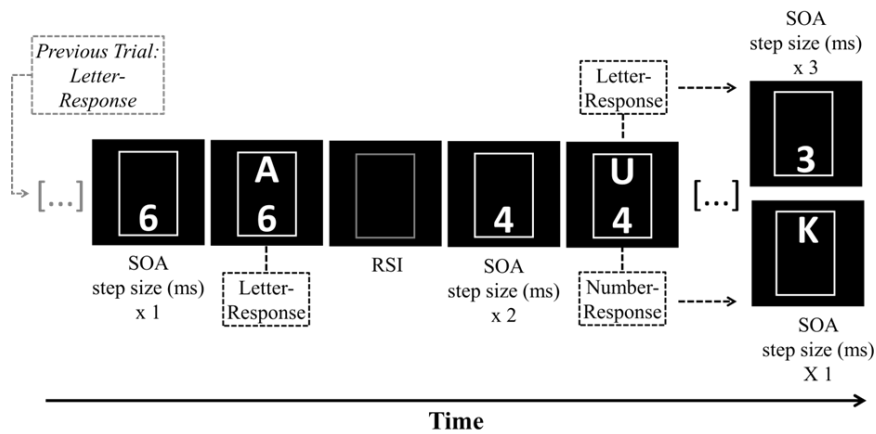 Previous Trial:
Letter-
Response
[...]
6
SOA
step size (ms)
x 1
A
6
Letter-
Response
RSI
4
SOA
step size (ms)
x 2
Letter-
Response
U
4
Number-
Response
[...]
SOA
step size (ms)
x 3
3
K
SOA
step size (ms)
X 1
Time